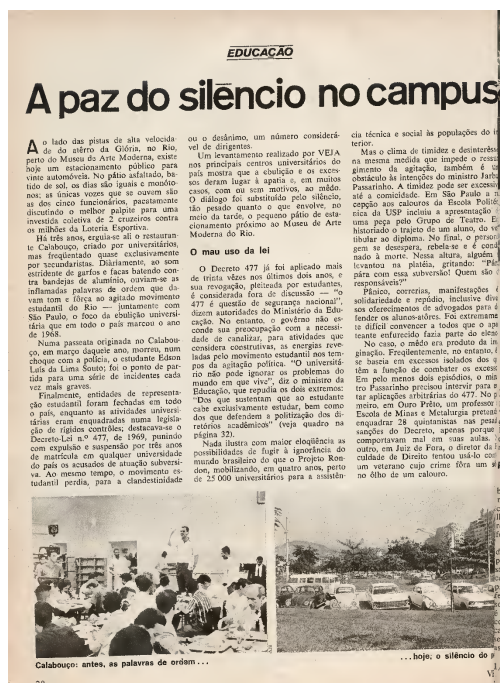 EDUCAÇÃO
A paz do silêncio no campus
Ao lado das pistas de alta velocida-
de do atêrro da Glória, no Rio,
perto do Museu de Arte Moderna, existe
hoje um estacionamento público para
vinte automóveis. No pátio asfaltado, ba-
tido de sol, os dias são iguais e monóto-
nos; as únicas vozes que se ouvem são
as dos cinco funcionários, pacatamente
discutindo o melhor palpite para uma
investida coletiva de 2 cruzeiros contra
os milhões da Loteria Esportiva.
Há três anos, erguia-se ali o restauran-
te Calabouço, criado por universitários,
mas freqüentado quase exclusivamente
por secundaristas. Diàriamente ao som
estridente de garfos e facas batendo con-
tra bandejas de alumínio, ouviam-se as
inflamadas palavras de ordem que da-
vam tom e fôrça ao agitado movimento
estudantil do Rio — juntamente com
São Paulo, o foco da ebulição universi-
tária que em todo o país marcou o ano
de 1968.
Numa passeata originada no Calabou-
ço, em março daquele ano, morreu, num
choque com a polícia, o estudante Edson
Luís da Lima Souto; foi o ponto de par-
tida para uma série de incidentes cada
vez mais graves.
Finalmente, entidades de representa-
ção estudantil foram fechadas em todo
o país, enquanto as atividades universi-
tárias eram enquadradas numa legisla-
ção de rígidos contrôles; destacava-se o
Decreto-Lei n.º 477, de 1969, punindo
com expulsão e suspensão por três anos
de matrícula em qualquer universidade
do país os acusados de atuação subversi-
va. Ao mesmo tempo, o movimento es-
tudantil perdia, para a clandestinidade
ou o desânimo, um número considerá-
vel de dirigentes.
Um levantamento realizado por VEJA
nos principais centros universitários do
país mostra que a ebulição e os exces-
sos deram lugar à apatia e, em muitos
casos, com ou sem motivos, ao mêdo.
O diálogo foi substituído pelo silêncio,
tão pesado quanto o que envolve, no
meio da tarde, o pequeno pátio de esta-
cionamento próximo ao Museu de Arte
Moderna do Rio.
O mau uso da lei
O Decreto 477 já foi aplicado mais
de trinta vêzes nos últimos dois anos, e
sua revogação, pleiteada por estudantes,
é considerada fora de discussão — "o
477 é questão de segurança nacional",
dizem autoridades do Ministério da Edu-
cação. No entanto, o governo não es-
conde sua preocupação com a necessi-
dade de canalizar, para atividades que
considera construtivas, as energias reve-
ladas pelo movimento estudantil nos tem-
pos da agitação política. "O universitá-
rio não pode ignorar os problemas do
mundo em que vive", diz o ministro da
Educação, que repudia os dois extremos:
"Dos que sustentam que ao estudante
cabe exclusivamente estudar, bem como
dos que defendem a politização dos di-
retórios acadêmicos" (veja quadro na
página 32).
Nada ilustra com maior eloqüência as
possibilidades de fugir à ignorância do
mundo brasileiro do que o Projeto Ron-
don, mobilizando, em quatro anos, perto
de 25 000 universitários para a assistên-
cia técnica e social às populações do i
terior.
Mas o clima de timidez e desinterêss
na mesma medida que impede o ressu
gimento da agitação, também é u
obstáculo às intenções do ministro Jarb
Passarinho. A timidez pode ser excessiv
até a comicidade. Em São Paulo a r
cepção aos calouros da Escola Polité
nica da USP incluiu a apresentação
uma peça pelo Grupo de Teatro. E
historiado o trajeto de um aluno, do ve
tibular ao diploma. No final, o person
gem se desespera, rebela-se e é cond
nado à morte. Nessa altura, alguém
levantou na platéia, gritando: "Pá
pára com essa subversão! Quem são
responsáveis?"
Pânico, correrias, manifestações
solidariedade e repúdio, inclusive dive
sos oferecimentos de advogados para d
fender os alunos-atôres. Foi extremame
te difícil convencer a todos que o ape
teante enfurecido fazia parte do elenc
No caso, o mêdo era produto da im
ginação. Freqüentemente, no entanto, ê
se baseia em excessos isolados dos q
têm a função de combater os excess
Em pelo menos dois episódios, o mini
tro Passarinho precisou intervir para e
tar aplicações arbitrárias do 477. No p
meiro, em Ouro Prêto, um professor
Escola de Minas e Metalurgia preten
enquadrar 28 quintanistas nas pesa
sanções do Decreto, apenas porque
comportavam mal em suas aulas.
outro, em Juiz de Fora, o diretor da
culdade de Direito tentou usá-lo con
um veterano cujo crime fôra um s
no ôlho de um calouro.
Calabouço: antes, as palavras de ordem . . .
. . . hoje, o silêncio do